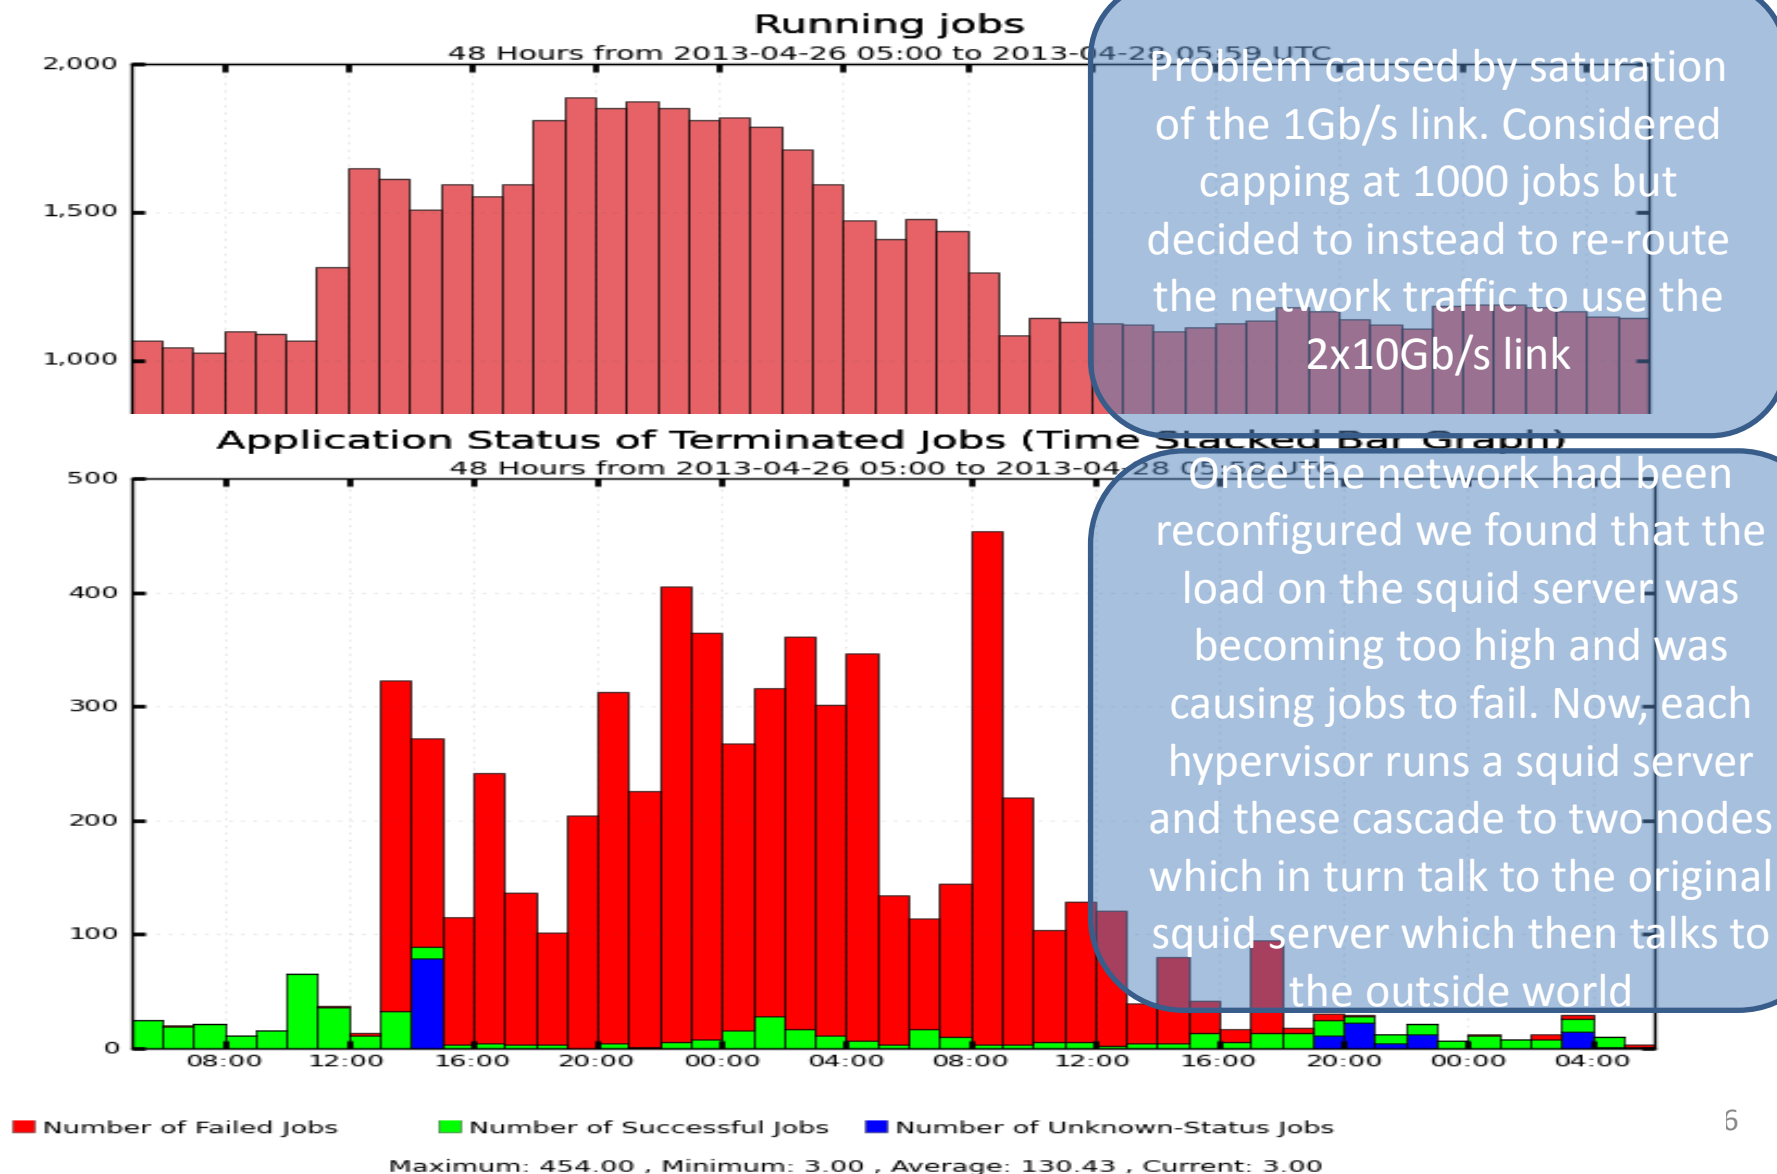 Running jobs
48 Hours from 2013-04-26 05:00 to 2013-04-28 05:59 UTC
2,000
1,500
1,000
Problem caused by saturation
of the 1Gb/s link. Considered
capping at 1000 jobs but
decided to instead to re-route
the network traffic to use the
2x10Gb/s link
Application Status of Terminated Jobs (Time Stacked Bar Graph)
48 Hours from 2013-04-26 05:00 to 2013-04-28 05:59 UTC
500
400
300
200
100
0
Once the network had been
reconfigured we found that the
load on the squid server was
becoming too high and was
causing jobs to fail. Now, each
hypervisor runs a squid server
and these cascade to two nodes
which in turn talk to the original
squid server which then talks to
the outside world
08:00 12:00 16:00 20:00 00:00 04:00 08:00 12:00 16:00 20:00 00:00 04:00
Number of Failed Jobs Number of Successful Jobs Number of Unknown-Status Jobs
6
Maximum: 454.00 , Minimum: 3.00 , Average: 130.43 , Current: 3.00